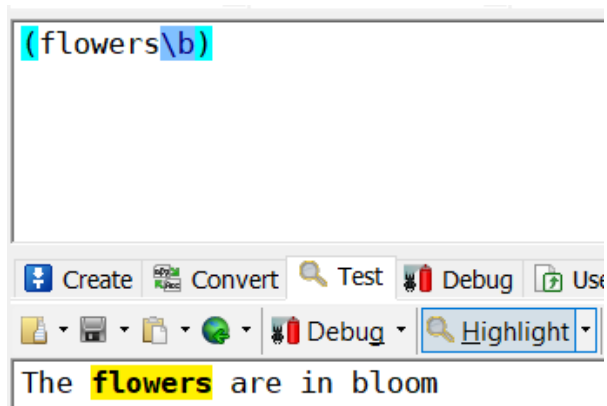 (flowers\b)
Create Convert Test Debug Use
Debug Highlight
The flowers are in bloom